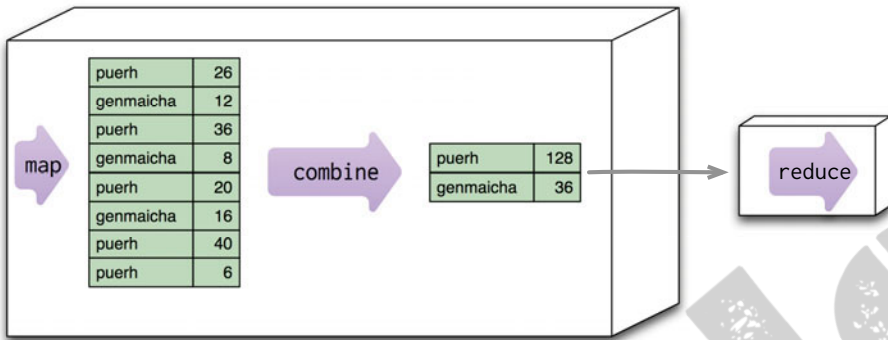 map
puerh 26
genmaicha 12
puerh 36
genmaicha 8
puerh 20
genmaicha 16
puerh 40
puerh 6
combine
puerh 128
genmaicha 36
reduce